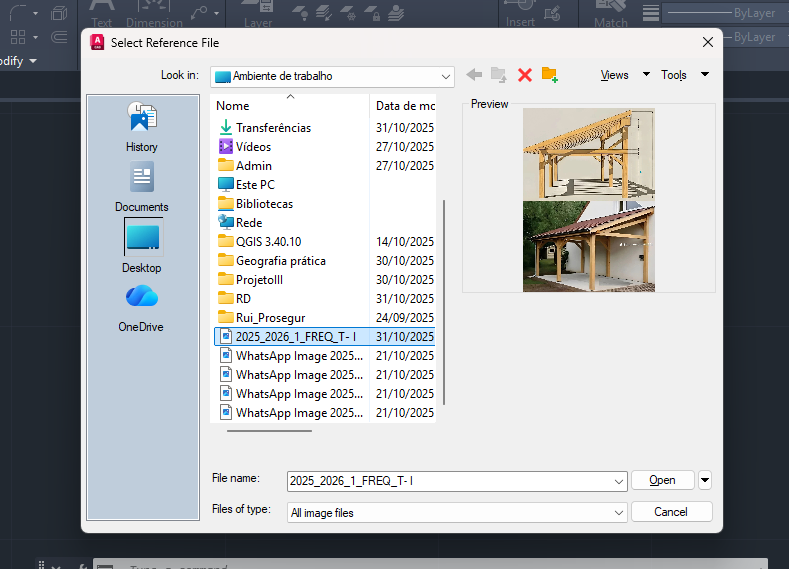 Text
Dimension
Layer
Insert
Match
ByLayer
ByLayer
odify
A
CAD
Select Reference File
Look in:
Ambiente de trabalho
Views
Tools
History
Documents
Desktop
OneDrive
Nome
Data de mo
Transferências
31/10/2025
Vídeos
27/10/2025
Admin
27/10/2025
Este PC
Bibliotecas
Rede
QGIS 3.40.10
14/10/2025
Geografia prática
30/10/2025
ProjetoIII
30/10/2025
RD
31/10/2025
Rui_Prosegur
24/09/2025
2025_2026_1_FREQ_T- I
31/10/2025
WhatsApp Image 2025...
21/10/2025
WhatsApp Image 2025...
21/10/2025
WhatsApp Image 2025...
21/10/2025
WhatsApp Image 2025...
21/10/2025
Preview
File name:
2025_2026_1_FREQ_T- I
Open
Files of type:
All image files
Cancel
Type a command